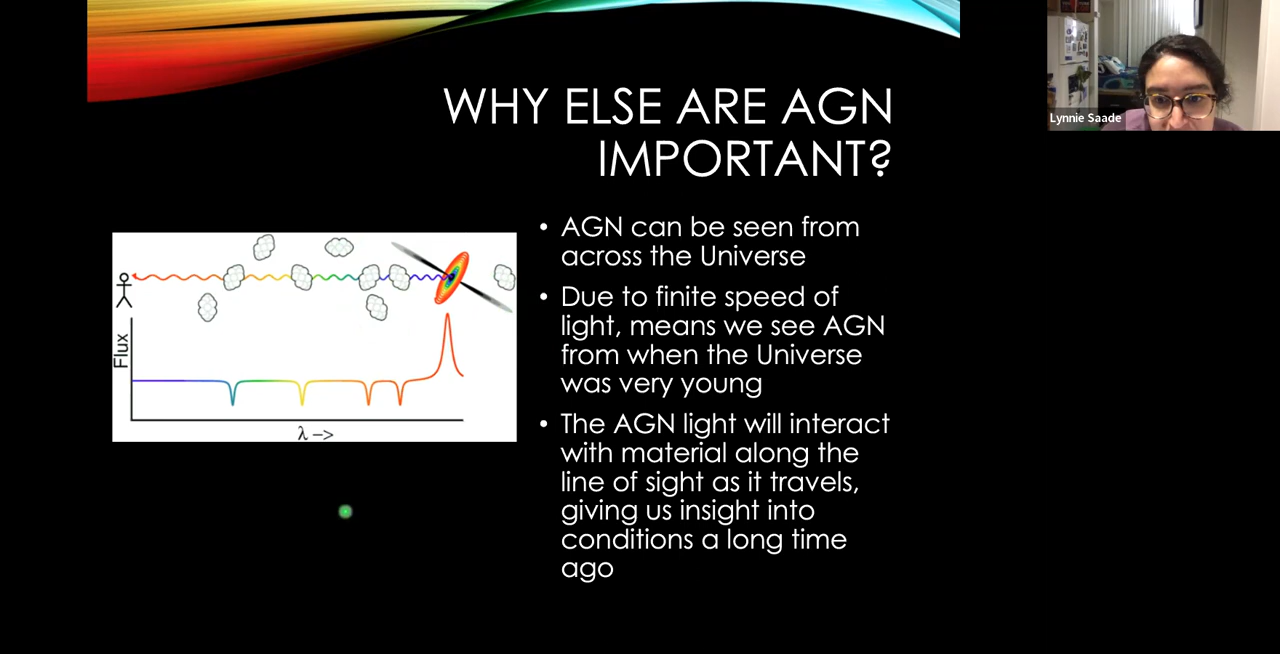 WHY ELSE ARE AGN
IMPORTANT?
Lynnie Saade
• AGN can be seen from
across the Universe
• Due to finite speed of
light, means we see AGN
from when the Universe
was very young
• The AGN light will interact
with material along the
line of sight as it travels,
giving us insight into
conditions a long time
ago
Flux
λ –>